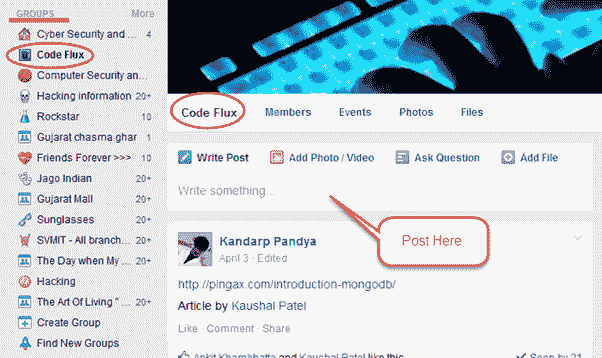 GROUPS More
Cyber Security and ... 4
Code Flux
Computer Security an...
Hacking information 20+
Rockstar 10
Gujarat chasma ghar 1
Friends Forever >>> 10
Jago Indian 20+
Gujarat Mall 20+
Sunglasses 20+
SVMIT - All branch... 20+
The Day when My ... 20+
Hacking
The Art Of Living " ... 20+
Create Group
Find New Groups
Code Flux Members Events Photos Files
Write Post Add Photo / Video Ask Question Add File
Write something...
Post Here
Kandarp Pandya
April 3 · Edited
http://pingax.com/introduction-mongodb/
Article by Kaushal Patel
Like · Comment · Share
Ankit Khambhatta and Kaushal Patel like this.
Seen by 21